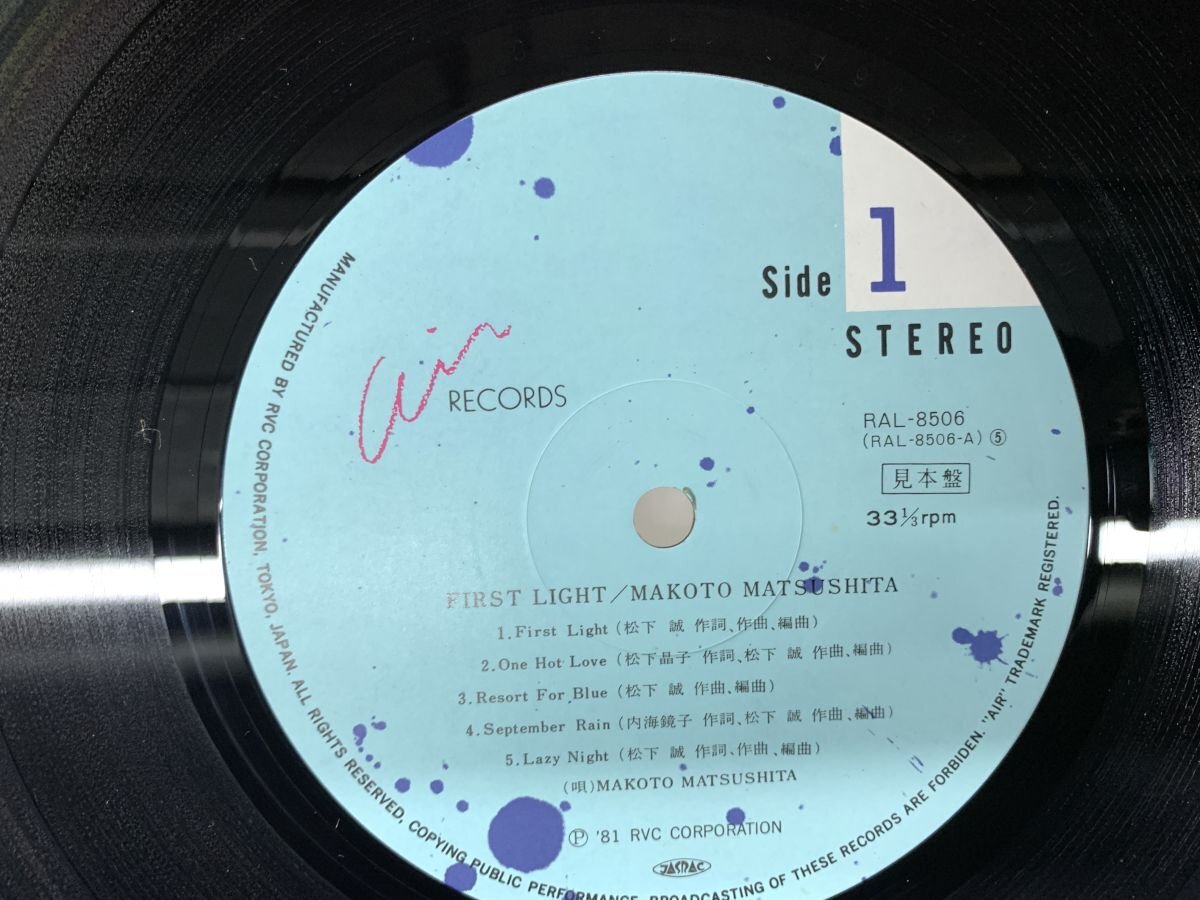 Side 1
STEREO
air RECORDS
RAL-8506
(RAL-8506-A) ⑤
見本盤
33 1/3 rpm
FIRST LIGHT/MAKOTO MATSUSHITA
1.First Light (松下 誠 作詞、作曲、編曲)
2.One Hot Love (松下晶子 作詞、松下 誠 作曲、編曲)
3.Resort For Blue (松下 誠 作曲、編曲)
4.September Rain (内海鏡子 作詞、松下 誠 作曲、編曲)
5.Lazy Night (松下 誠 作詞、作曲、編曲)
(唄)MAKOTO MATSUSHITA
Ⓟ '81 RVC CORPORATION
JASRAC
MANUFACTURED BY RVC CORPORATION, TOKYO, JAPAN. ALL RIGHTS RESERVED, COPYING PUBLIC PERFORMANCE, BROADCASTING OF THESE RECORDS ARE FORBIDEN. "AIR" TRADEMARK REGISTERED.